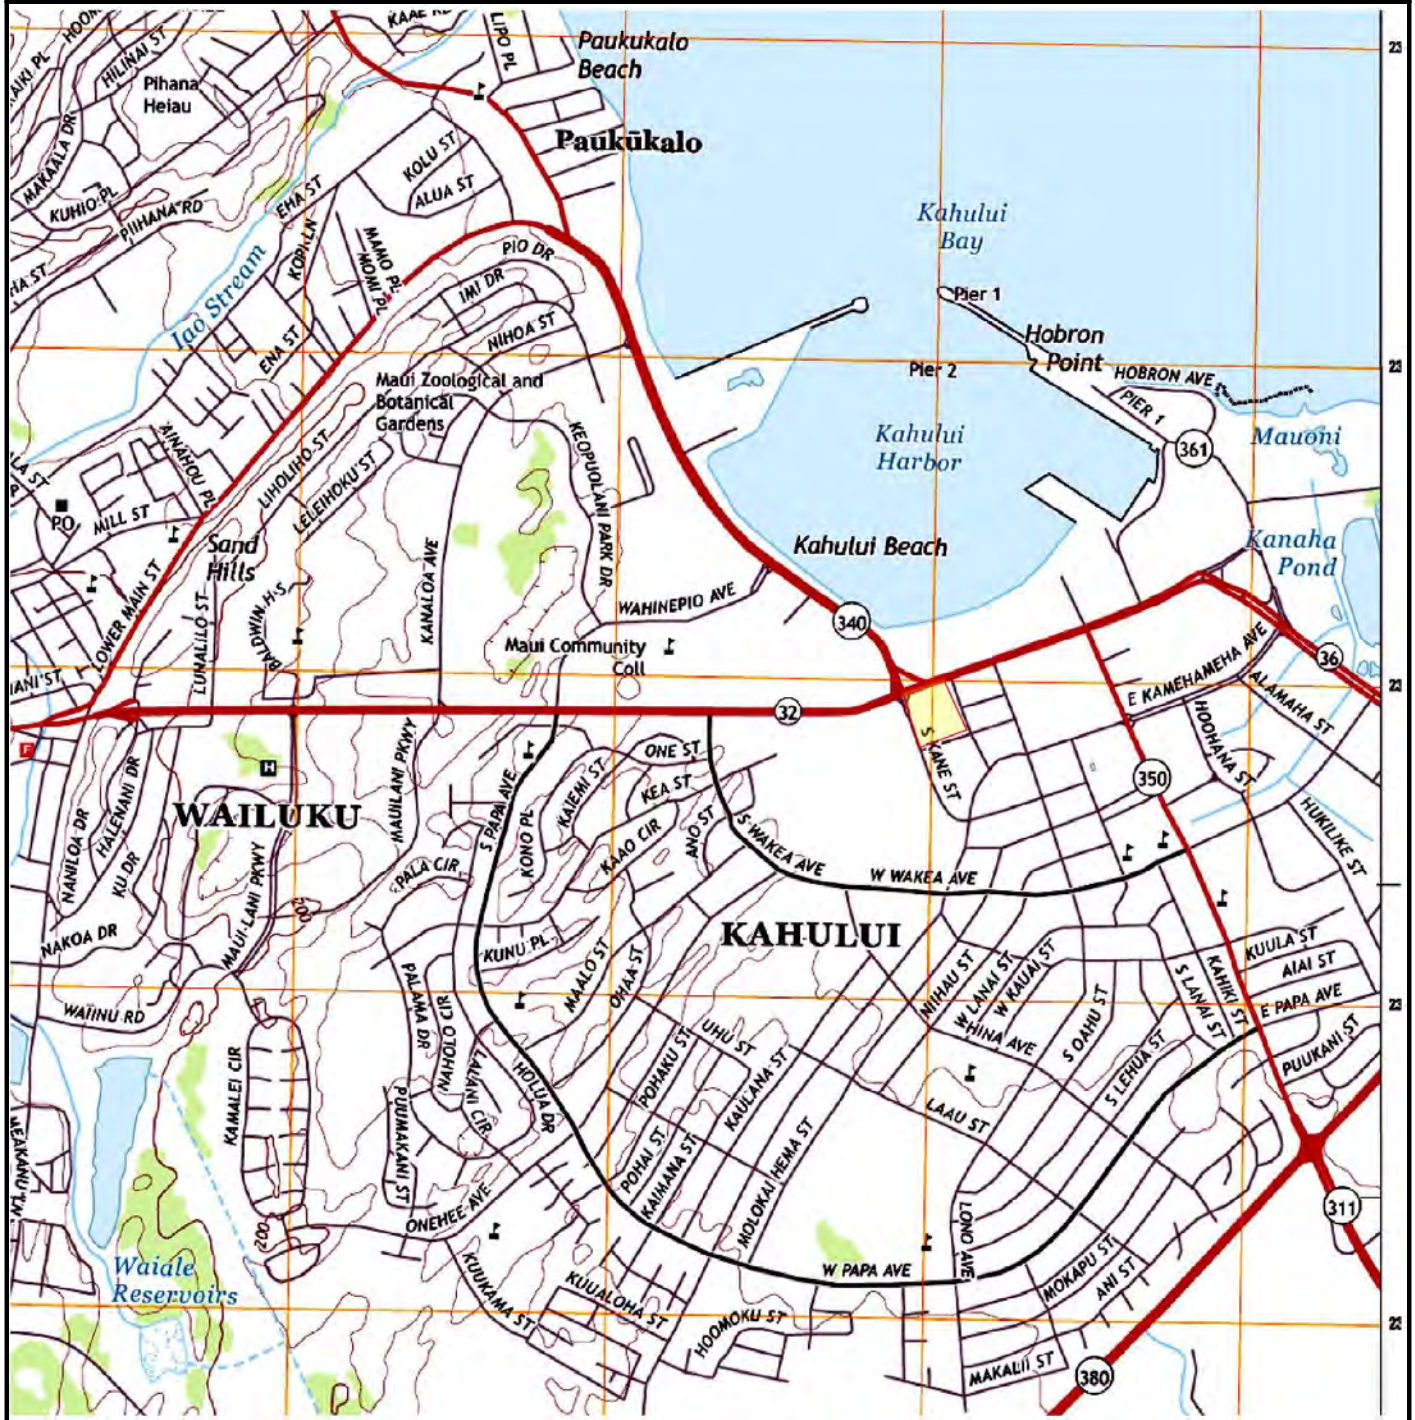 KAAE RD
LIPO PL
HILINAI ST
Paukukalo
Beach
Pihana
Heiau
MAKAALA DR
KOLU ST
Paukūkalo
ALUA ST
KUHIO PL
PIIHANA RD
EHA ST
Kahului
Bay
MAMO PL
MOMI PL
PIO DR
Iao Stream
IMI DR
Pier 1
NIHOA ST
Hobron
Point
ENA ST
Pier 2
HOBRON AVE
Maui Zoological and
Botanical
Gardens
PIER 1
AINAHOU PL
LIHOLIHO ST
KEOPUOLANI PARK DR
Kahului
Harbor
361
Mauoni
LELEIHOKU ST
PO
MILL ST
Sand
Hills
KANALOA AVE
Kahului Beach
Kanaha
Pond
LOWER MAIN ST
LUNALILO ST
BALDWIN H S
WAHINEPIO AVE
340
Maui Community
Coll
36
E KAMEHAMEHA AVE
ALAMAHA ST
32
F
H
S KANE ST
HOOHANA ST
350
ONE ST
MAUILANI PKWY
S PAPAI AVE
KAIEMI ST
KEA ST
HALENANI DR
NANILOA DR
WAILUKU
KONO PL
KAAO CIR
ANO ST
S WAKEA AVE
HUKILIKE ST
KU DR
MAUI LANI PKWY
PALA CIR
W WAKEA AVE
200
NAKOA DR
KUNU PL
KAHULUI
KUULA ST
AIAI ST
MAALO ST
OHAA ST
NIIHAU ST
W LANAI ST
W KAUAI ST
S LANAI ST
KAHIKI ST
E PAPA AVE
WAIINU RD
PALAMA DR
UHU ST
HINA AVE
S OAHU ST
PUUKANI ST
LAULANI CIR
HOLUA DR
POHAKU ST
KAULANA ST
S LEHUA ST
KAMALEI CIR
PUUMAKANI ST
LAAU ST
POHAI ST
KAIMANA ST
MOLOKAI HEMA ST
ONEHEE AVE
LONO AVE
311
200
Waiale
Reservoirs
KUUKAMA ST
KUUALOHA ST
W PAPA AVE
MOKAPU ST
ANI ST
HOOMOKU ST
MAKALII ST
380